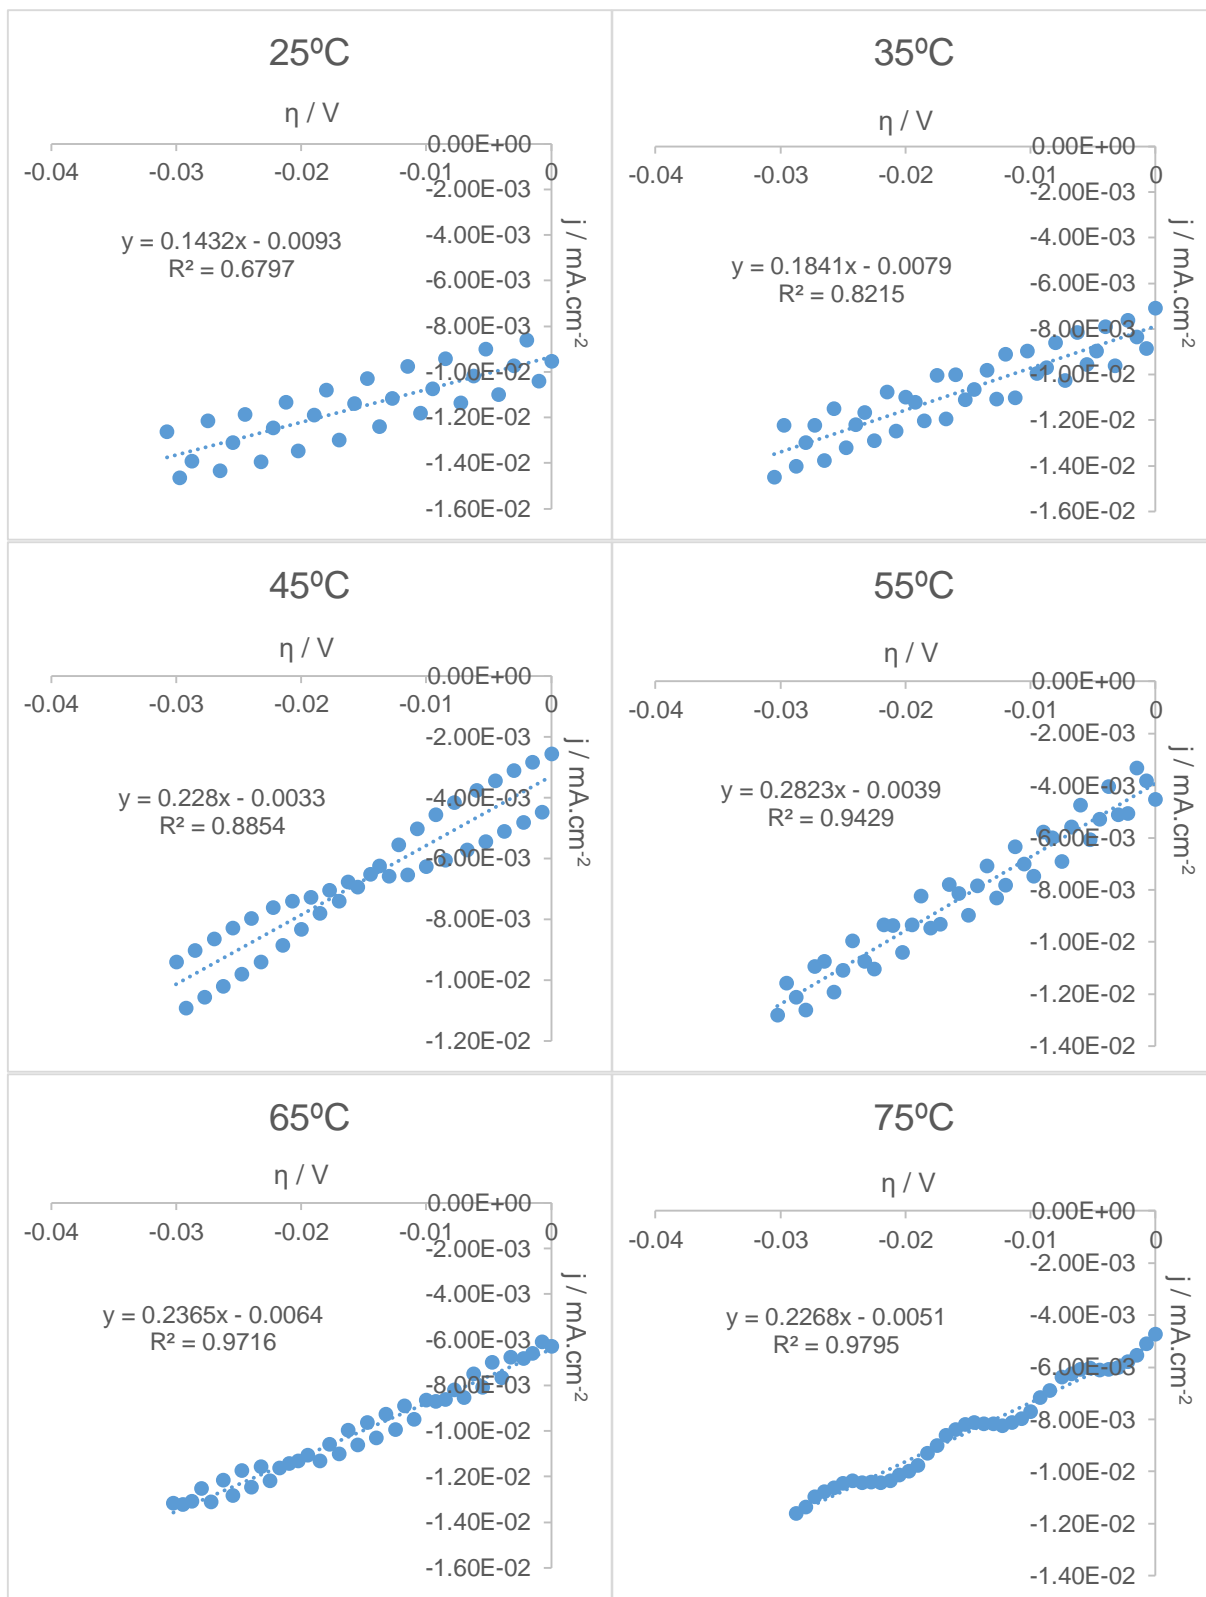 25ºC
η / V
0.00E+00
-0.04 -0.03 -0.02 -0.01 0
-2.00E-03
-4.00E-03
y = 0.1432x - 0.0093
R² = 0.6797
-6.00E-03
-8.00E-03
-1.00E-02
-1.20E-02
-1.40E-02
-1.60E-02
j / mA.cm⁻²
35ºC
η / V
0.00E+00
-0.04 -0.03 -0.02 -0.01 0
-2.00E-03
-4.00E-03
y = 0.1841x - 0.0079
R² = 0.8215
-6.00E-03
-8.00E-03
-1.00E-02
-1.20E-02
-1.40E-02
-1.60E-02
j / mA.cm⁻²
45ºC
η / V
0.00E+00
-0.04 -0.03 -0.02 -0.01 0
-2.00E-03
y = 0.228x - 0.0033
R² = 0.8854
-4.00E-03
-6.00E-03
-8.00E-03
-1.00E-02
-1.20E-02
j / mA.cm⁻²
55ºC
η / V
0.00E+00
-0.04 -0.03 -0.02 -0.01 0
-2.00E-03
-4.00E-03
y = 0.2823x - 0.0039
R² = 0.9429
-6.00E-03
-8.00E-03
-1.00E-02
-1.20E-02
-1.40E-02
j / mA.cm⁻²
65ºC
η / V
0.00E+00
-0.04 -0.03 -0.02 -0.01 0
-2.00E-03
-4.00E-03
y = 0.2365x - 0.0064
R² = 0.9716
-6.00E-03
-8.00E-03
-1.00E-02
-1.20E-02
-1.40E-02
-1.60E-02
j / mA.cm⁻²
75ºC
η / V
0.00E+00
-0.04 -0.03 -0.02 -0.01 0
-2.00E-03
-4.00E-03
y = 0.2268x - 0.0051
R² = 0.9795
-6.00E-03
-8.00E-03
-1.00E-02
-1.20E-02
-1.40E-02
j / mA.cm⁻²